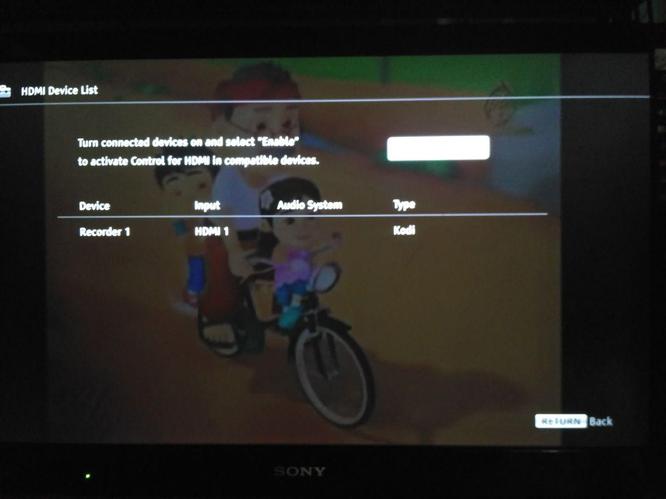 HDMI Device List
Turn connected devices on and select "Enable"
to activate Control for HDMI in compatible devices.
Device Input Audio System Type
Recorder 1 HDMI 1 Kodi
RETURN Back
SONY